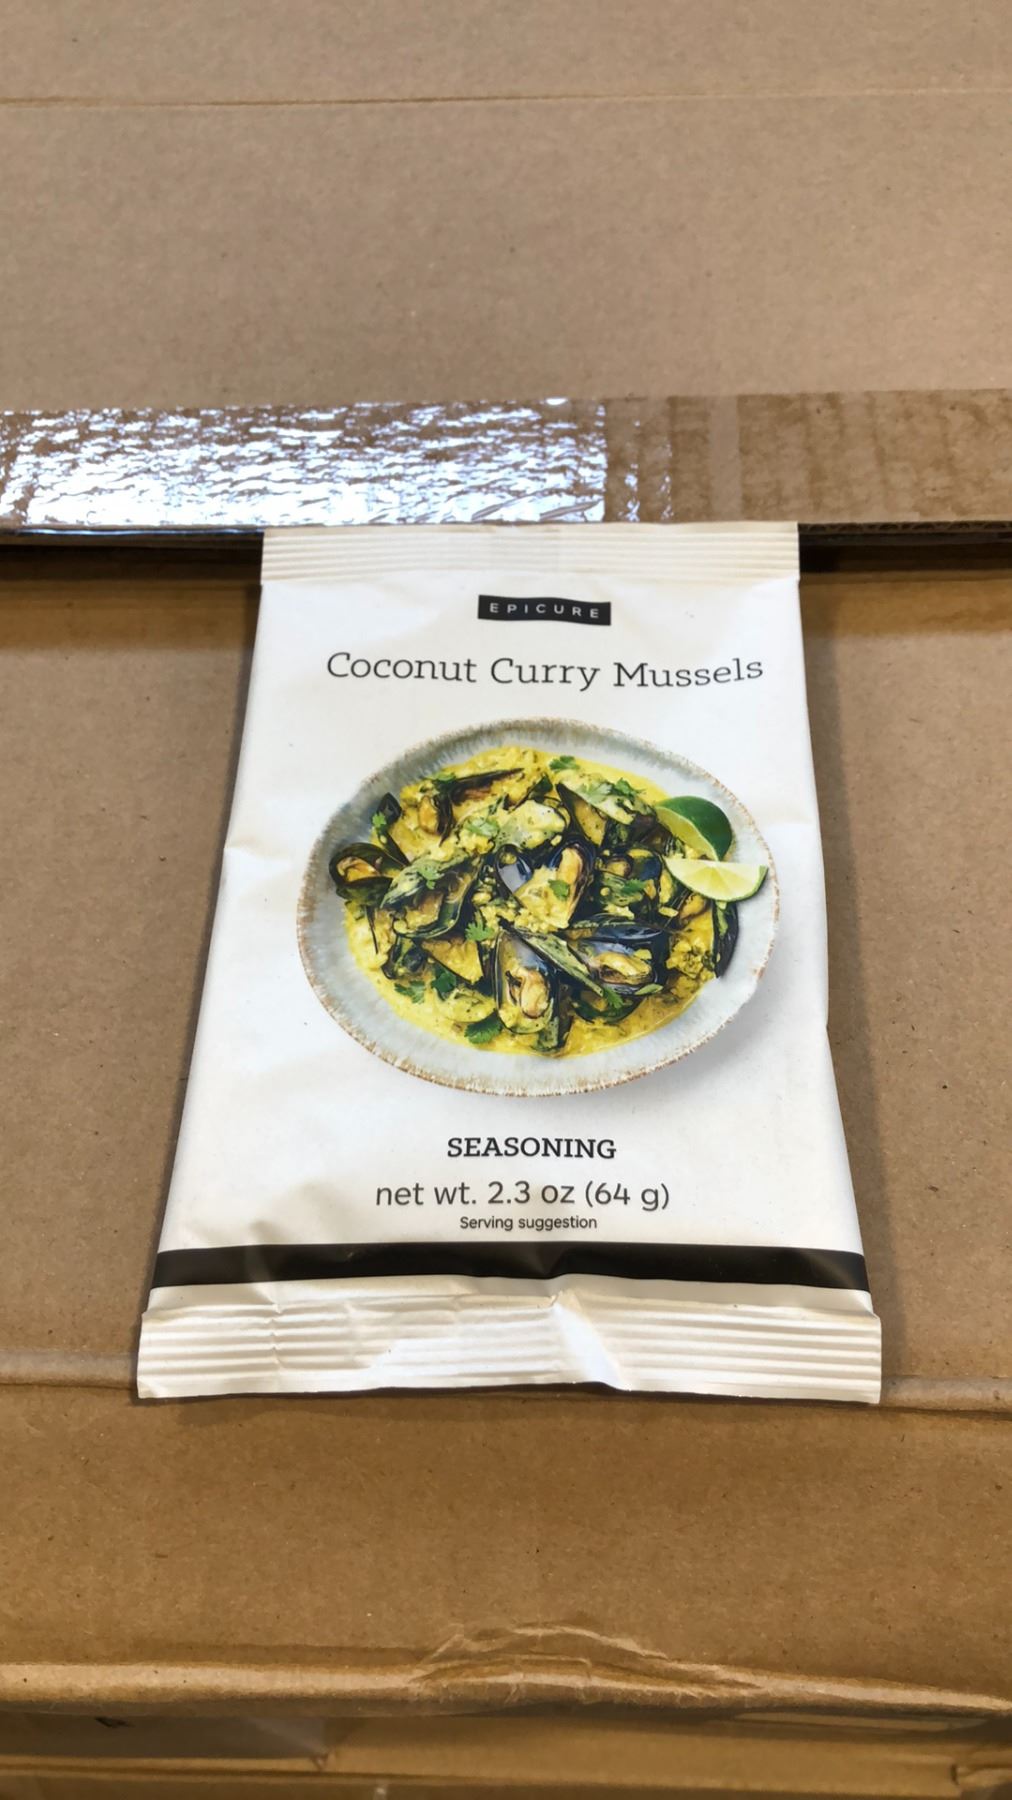 EPICURE
Coconut Curry Mussels
SEASONING
net wt. 2.3 oz (64 g)
Serving suggestion